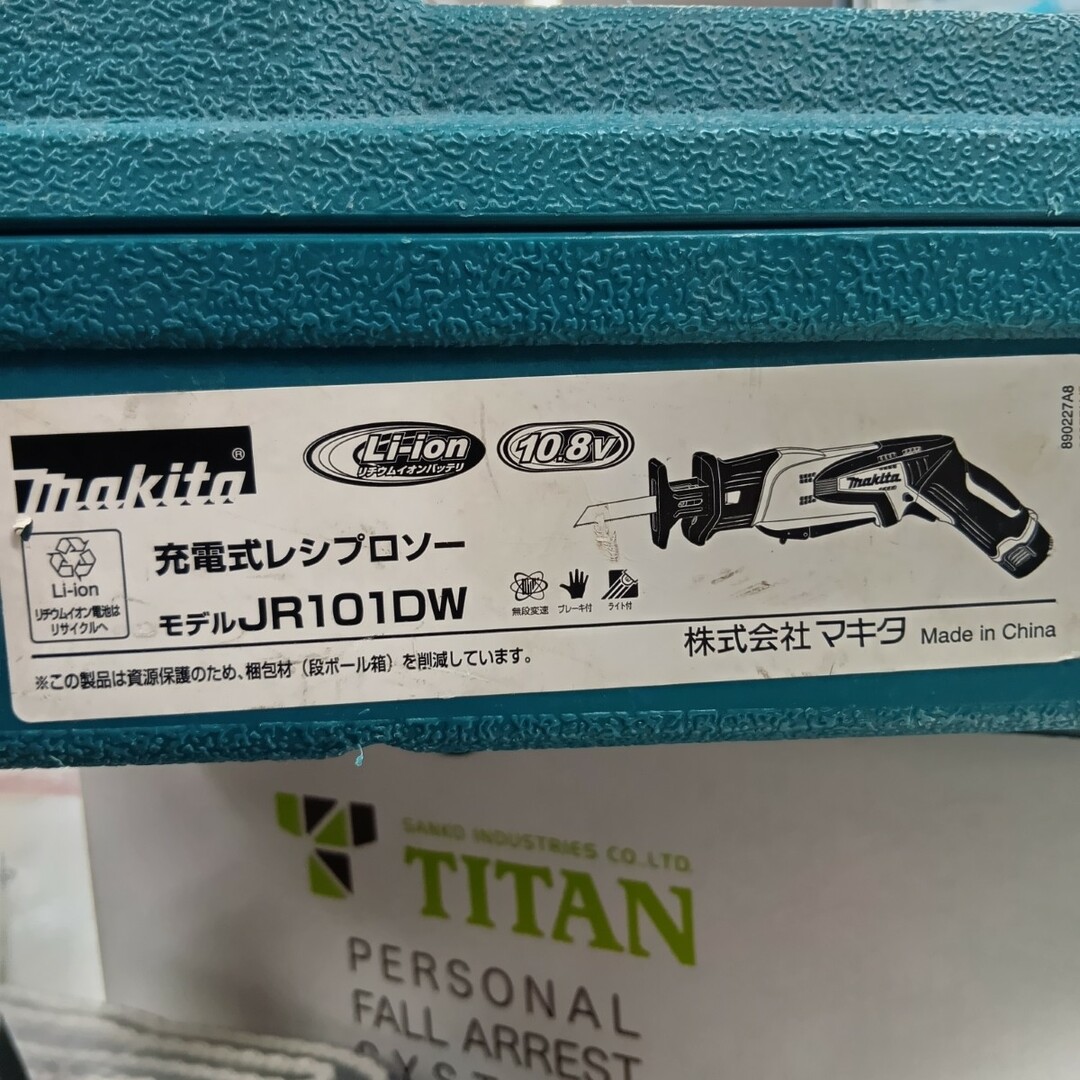 makita®
Li-ion
リチウムイオンバッテリ
10.8V
makita
890227A8
充電式レシプロソー
モデルJR101DW
Li-ion
リチウムイオン電池は
リサイクルへ
無段変速 ブレーキ付 ライト付
株式会社マキタ Made in China
※この製品は資源保護のため、梱包材（段ボール箱）を削減しています。
SANKO INDUSTRIES CO.,LTD.
TITAN
PERSONAL
FALL ARREST